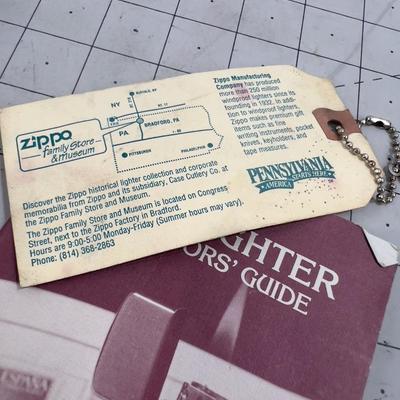 BUFFALO, NY
NY
BRADFORD, PA
PA
PITTSBURGH
PHILADELPHIA
zippo
family Store
& museum
Zippo Manufacturing
Company has produced
more than 250 million
windproof lighters since its
founding in 1932. In addi-
tion to windproof lighters,
Zippo makes premium gift
items such as fine
writing instruments, pocket
knives, keyholders, and
tape measures.
PENNSYLVANIA
AMERICA STARTS HERE
Discover the Zippo historical lighter collection and corporate
memorabilia from Zippo and its subsidiary, Case Cutlery Co. at
the Zippo Family Store and Museum.
The Zippo Family Store and Museum is located on Congress
Street, next to the Zippo Factory in Bradford.
Hours are 9:00-5:00 Monday-Friday (Summer hours may vary).
Phone: (814) 368-2863
GHTER
ORS' GUIDE